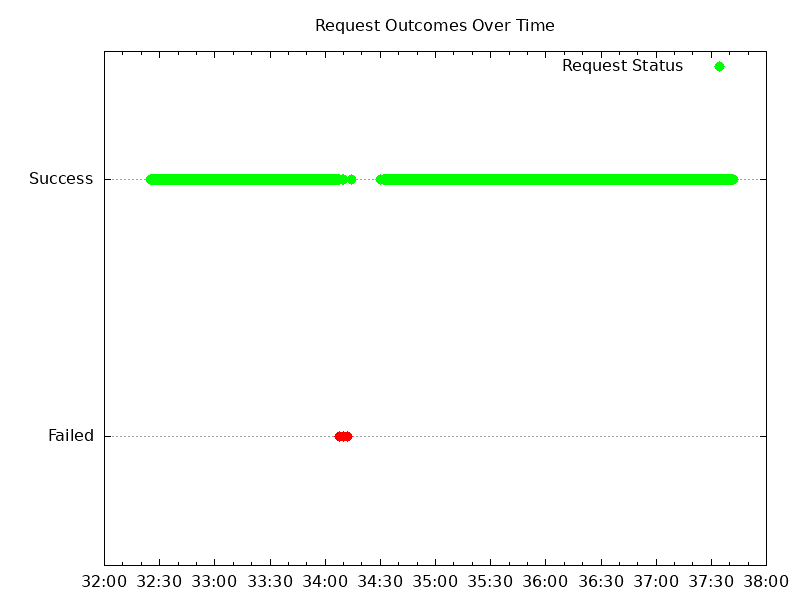 Request Outcomes Over Time
Request Status
Success
Failed
32:00 32:30 33:00 33:30 34:00 34:30 35:00 35:30 36:00 36:30 37:00 37:30 38:00